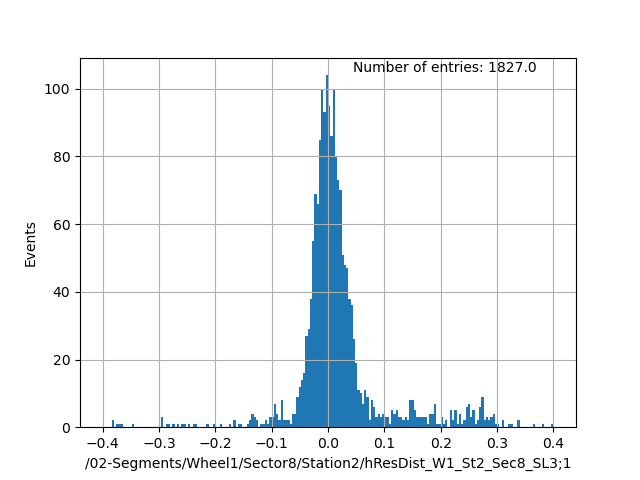 Number of entries: 1827.0
Events
100
80
60
40
20
0
−0.4 −0.3 −0.2 −0.1 0.0 0.1 0.2 0.3 0.4
/02-Segments/Wheel1/Sector8/Station2/hResDist_W1_St2_Sec8_SL3;1